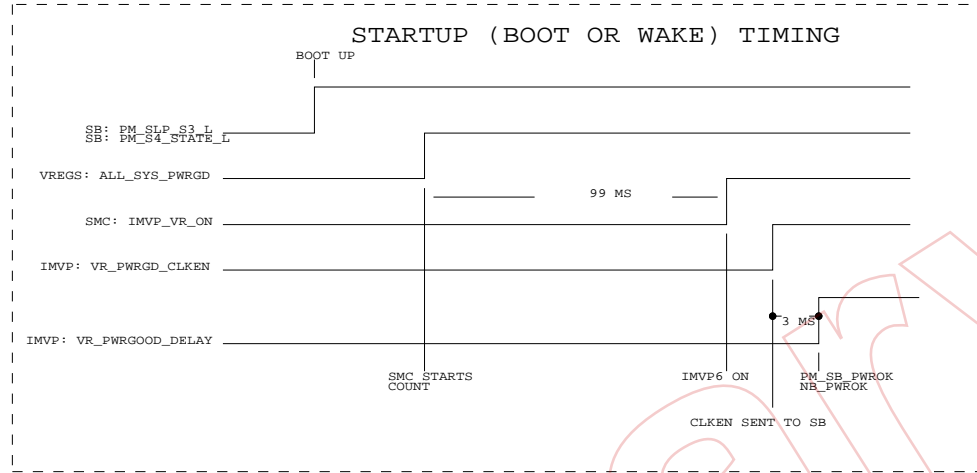 STARTUP (BOOT OR WAKE) TIMING
BOOT UP
SB: PM_SLP_S3_L
SB: PM_S4_STATE_L
VREGS: ALL_SYS_PWRGD
99 MS
SMC: IMVP_VR_ON
IMVP: VR_PWRGD_CLKEN
3 MS
IMVP: VR_PWRGOOD_DELAY
SMC STARTS
COUNT
IMVP6 ON
PM_SB_PWROK
NB_PWROK
CLKEN SENT TO SB